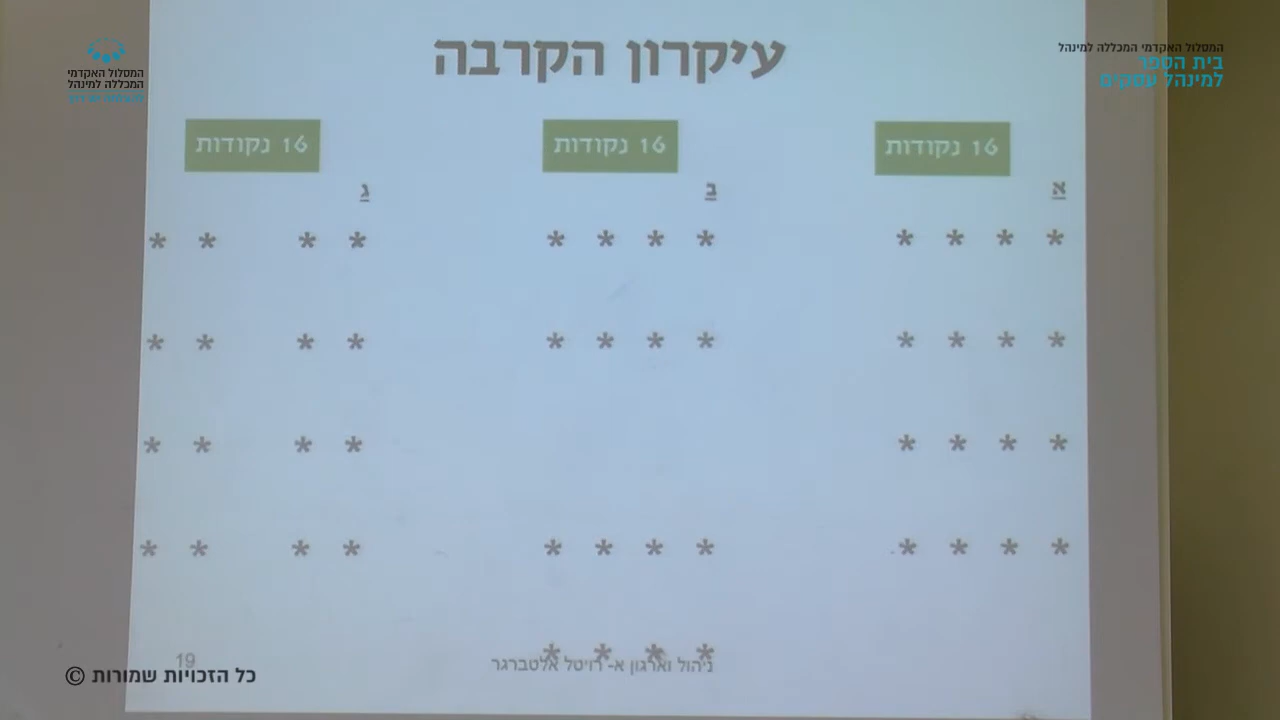 המסלול האקדמי המכללה למינהל
בית הספר
למינהל עסקים
המסלול האקדמי
המכללה למינהל
עיקרון הקרבה
16 נקודות
16 נקודות
16 נקודות
א
ב
ג
* * * *
* * * *
* * * *
* * * *
* * * *
* * * *
* * * *
* * * *
* * * *
* * * *
* * * *
* * * *
ניהול וארגון א- רויטל אלטברגר
19
כל הזכויות שמורות ©